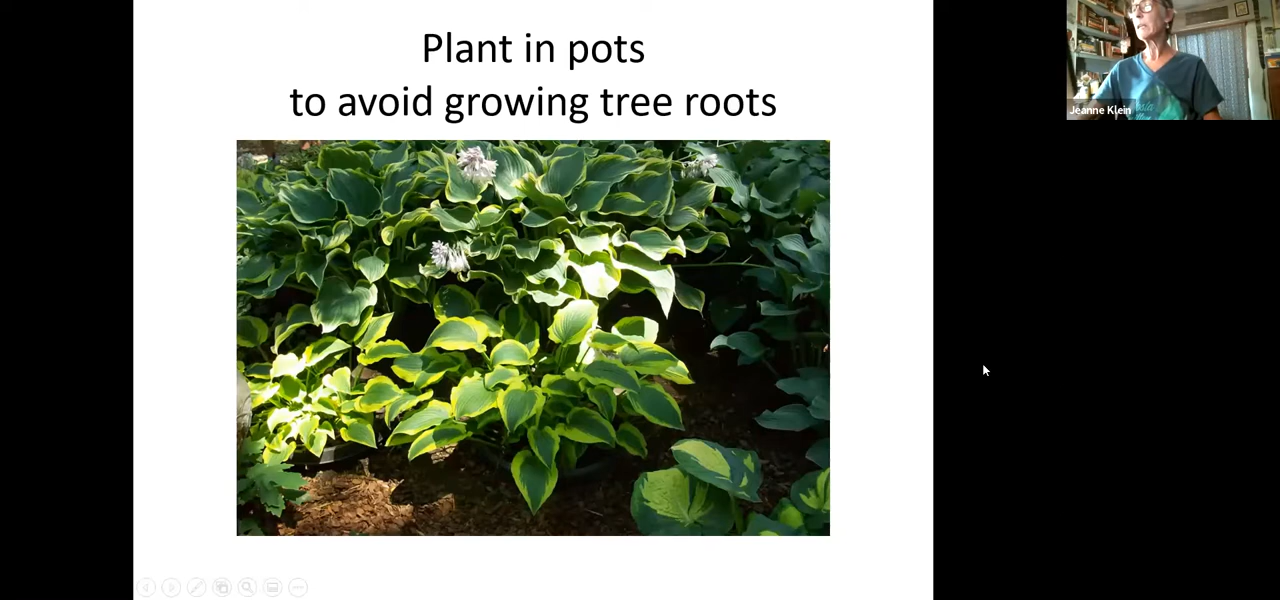 Plant in pots
to avoid growing tree roots
Jeanne Klein